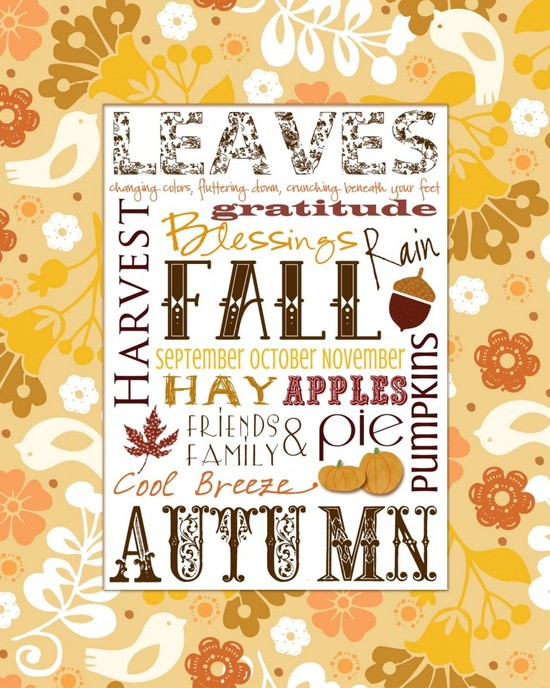 LEAVES
changing colors, fluttering down, crunching beneath your feet
gratitude
HARVEST
Blessings
Rain
FALL
SEPTEMBER OCTOBER NOVEMBER
HAY APPLES
PUMPKINS
FRIENDS & FAMILY
pie
Cool Breeze
AUTUMN